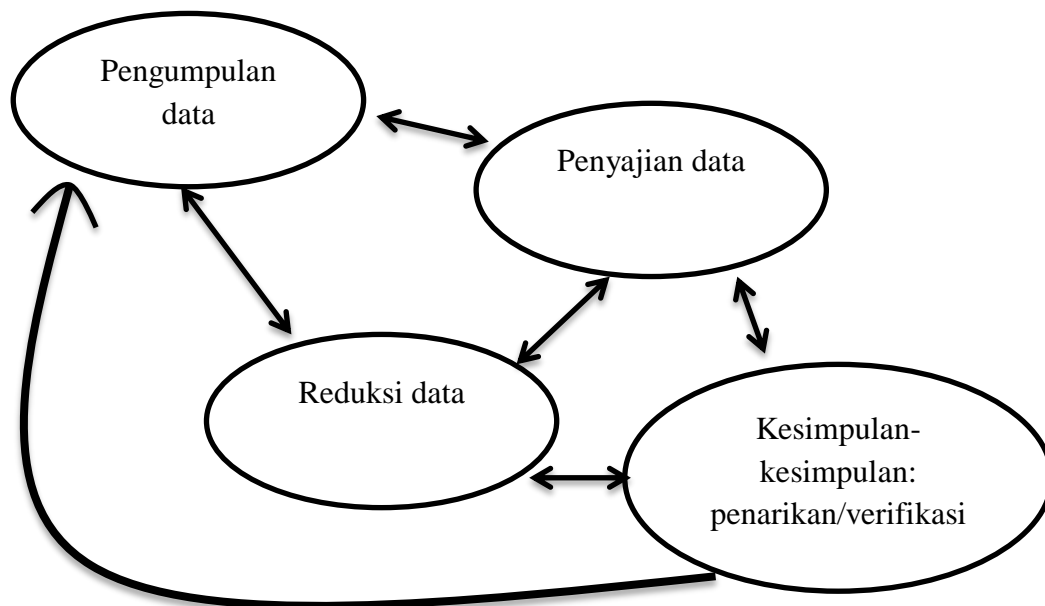 Pengumpulan
data
Penyajian data
Reduksi data
Kesimpulan-
kesimpulan:
penarikan/verifikasi